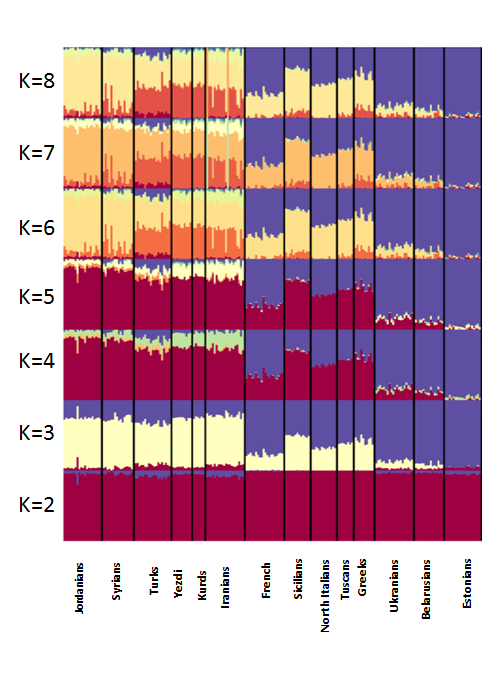 K=8
K=7
K=6
K=5
K=4
K=3
K=2
Jordanians
Syrians
Turks
Yezdi
Kurds
Iranians
French
Sicilians
North Italians
Tuscans
Greeks
Ukranians
Belarusians
Estonians